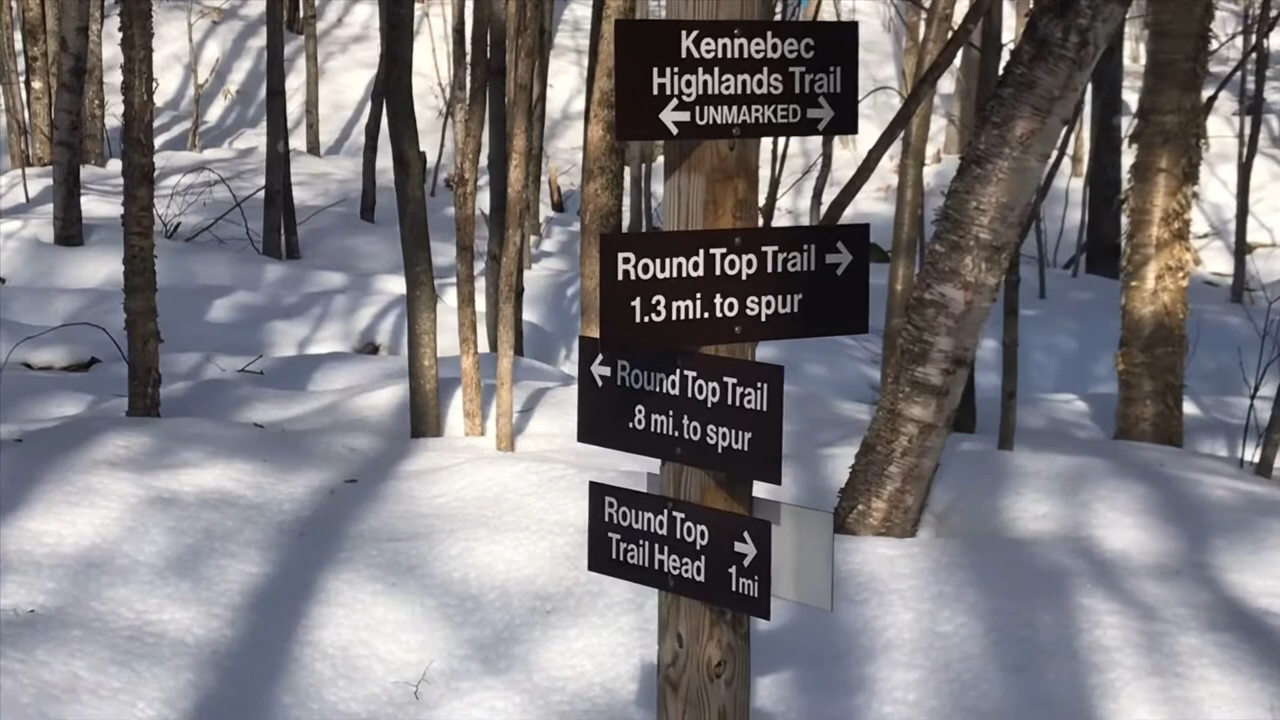 Kennebec
Highlands Trail
← UNMARKED →
Round Top Trail →
1.3 mi. to spur
← Round Top Trail
.8 mi. to spur
Round Top
Trail Head →
1mi